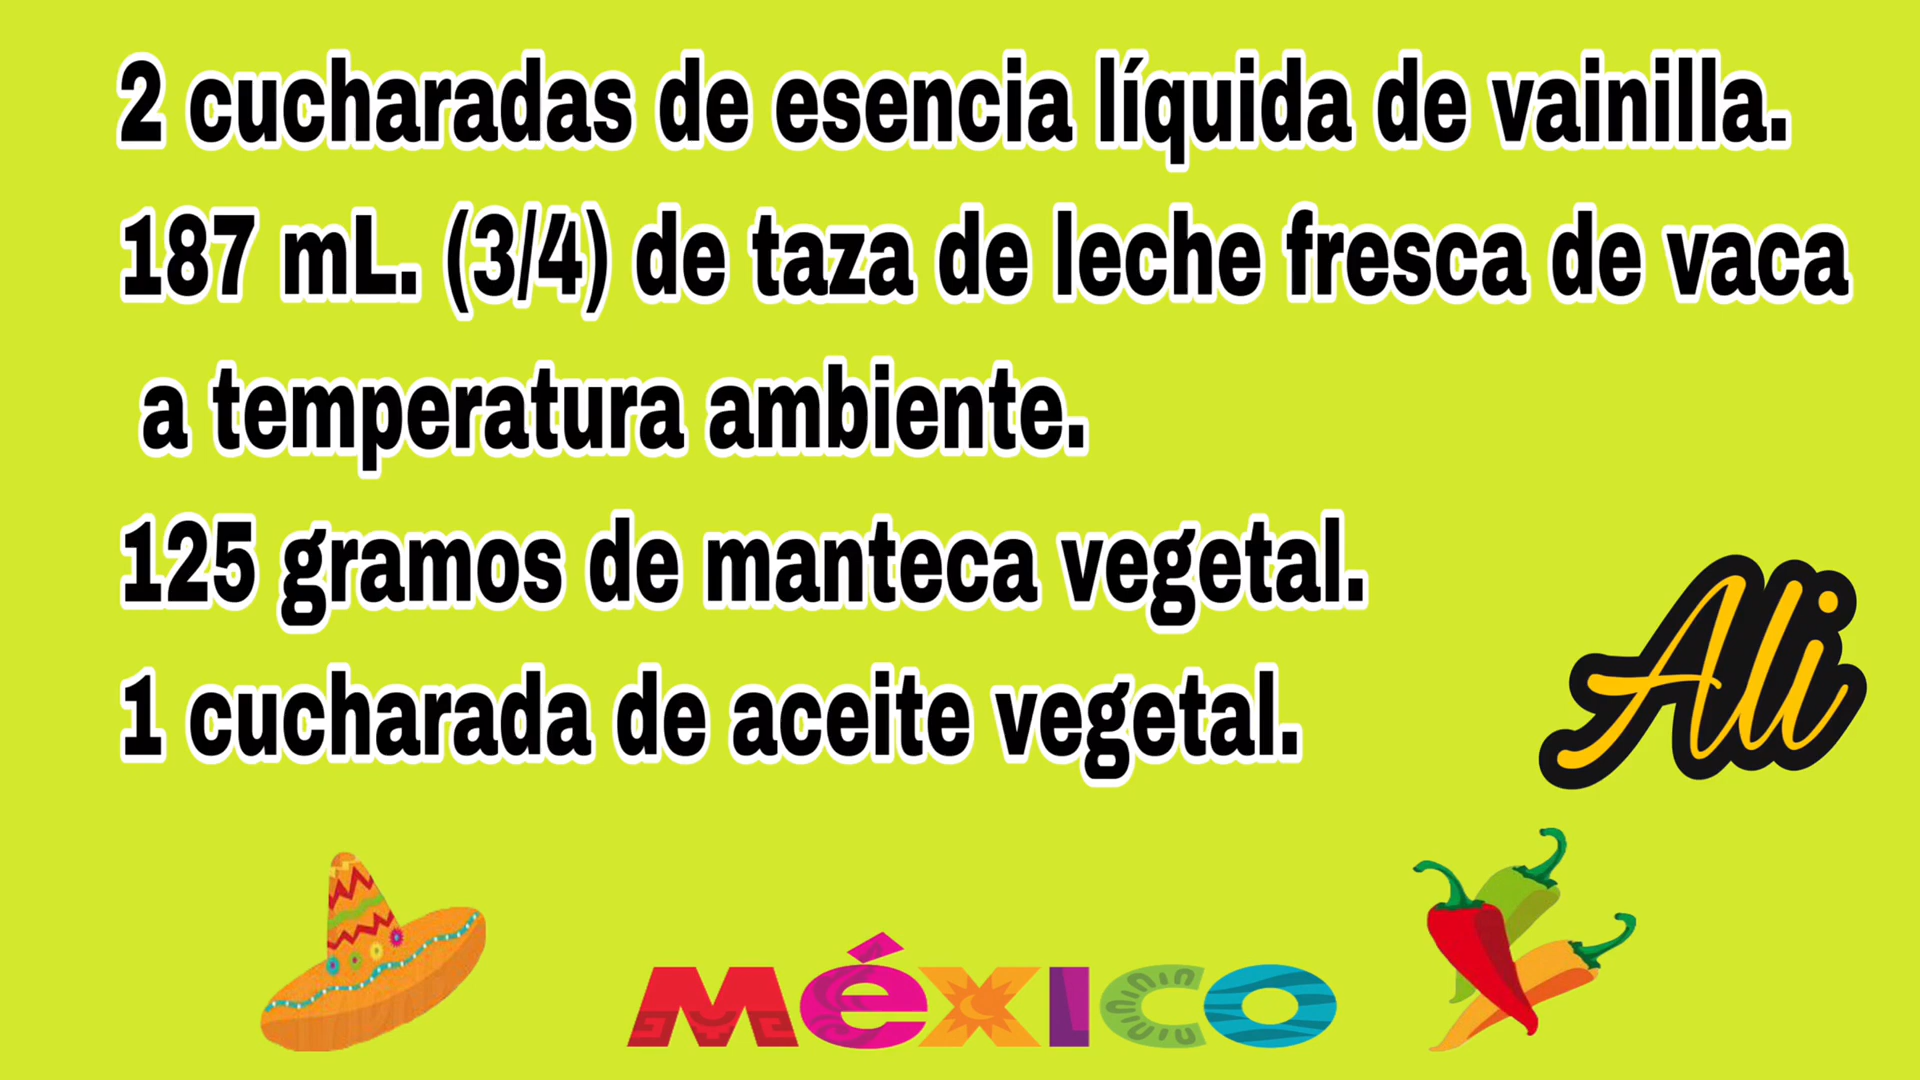 2 cucharadas de esencia líquida de vainilla.
187 mL. (3/4) de taza de leche fresca de vaca
a temperatura ambiente.
125 gramos de manteca vegetal.
1 cucharada de aceite vegetal.
Ali
MéXICO